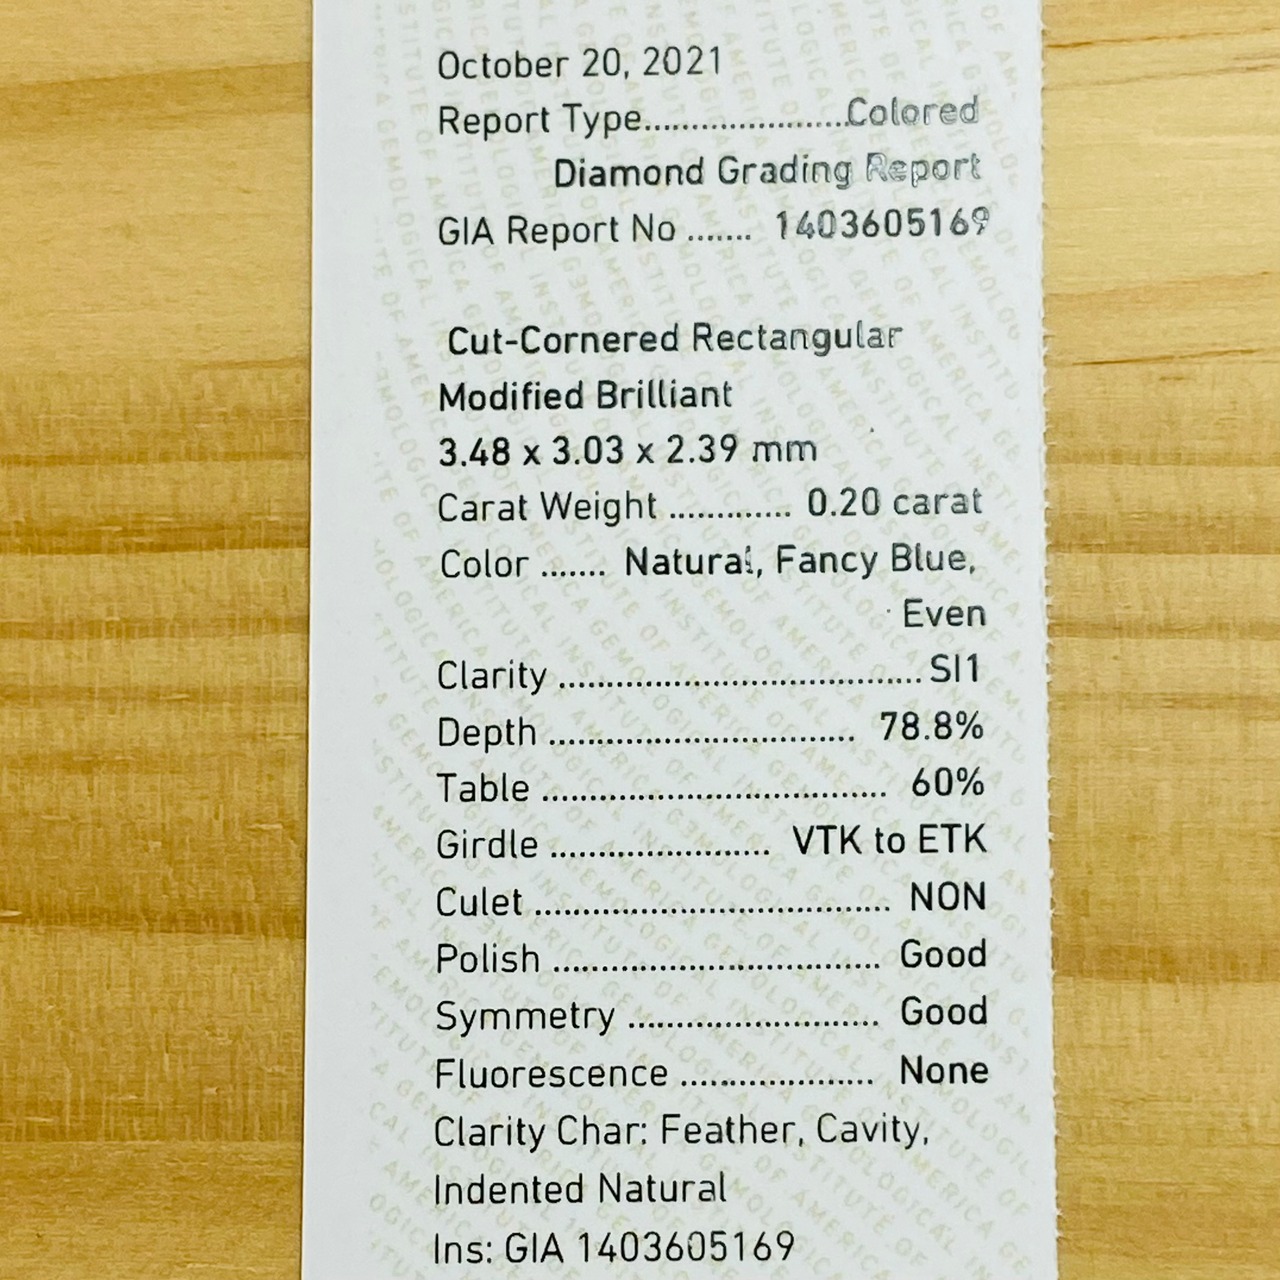 October 20, 2021
Report Type......................Colored
Diamond Grading Report
GIA Report No ....... 1403605169
Cut-Cornered Rectangular
Modified Brilliant
3.48 x 3.03 x 2.39 mm
Carat Weight ............. 0.20 carat
Color ....... Natural, Fancy Blue,
Even
Clarity ...................................... SI1
Depth ................................ 78.8%
Table .................................... 60%
Girdle ....................... VTK to ETK
Culet ..................................... NON
Polish .................................. Good
Symmetry .......................... Good
Fluorescence .................... None
Clarity Char: Feather, Cavity,
Indented Natural
Ins: GIA 1403605169